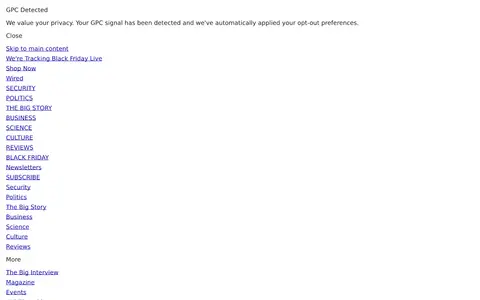 GPC Detected
We value your privacy. Your GPC signal has been detected and we've automatically applied your opt-out preferences.
Close
Skip to main content
We're Tracking Black Friday Live
Shop Now
Wired
SECURITY
POLITICS
THE BIG STORY
BUSINESS
SCIENCE
CULTURE
REVIEWS
BLACK FRIDAY
Newsletters
SUBSCRIBE
Security
Politics
The Big Story
Business
Science
Culture
Reviews
More
The Big Interview
Magazine
Events